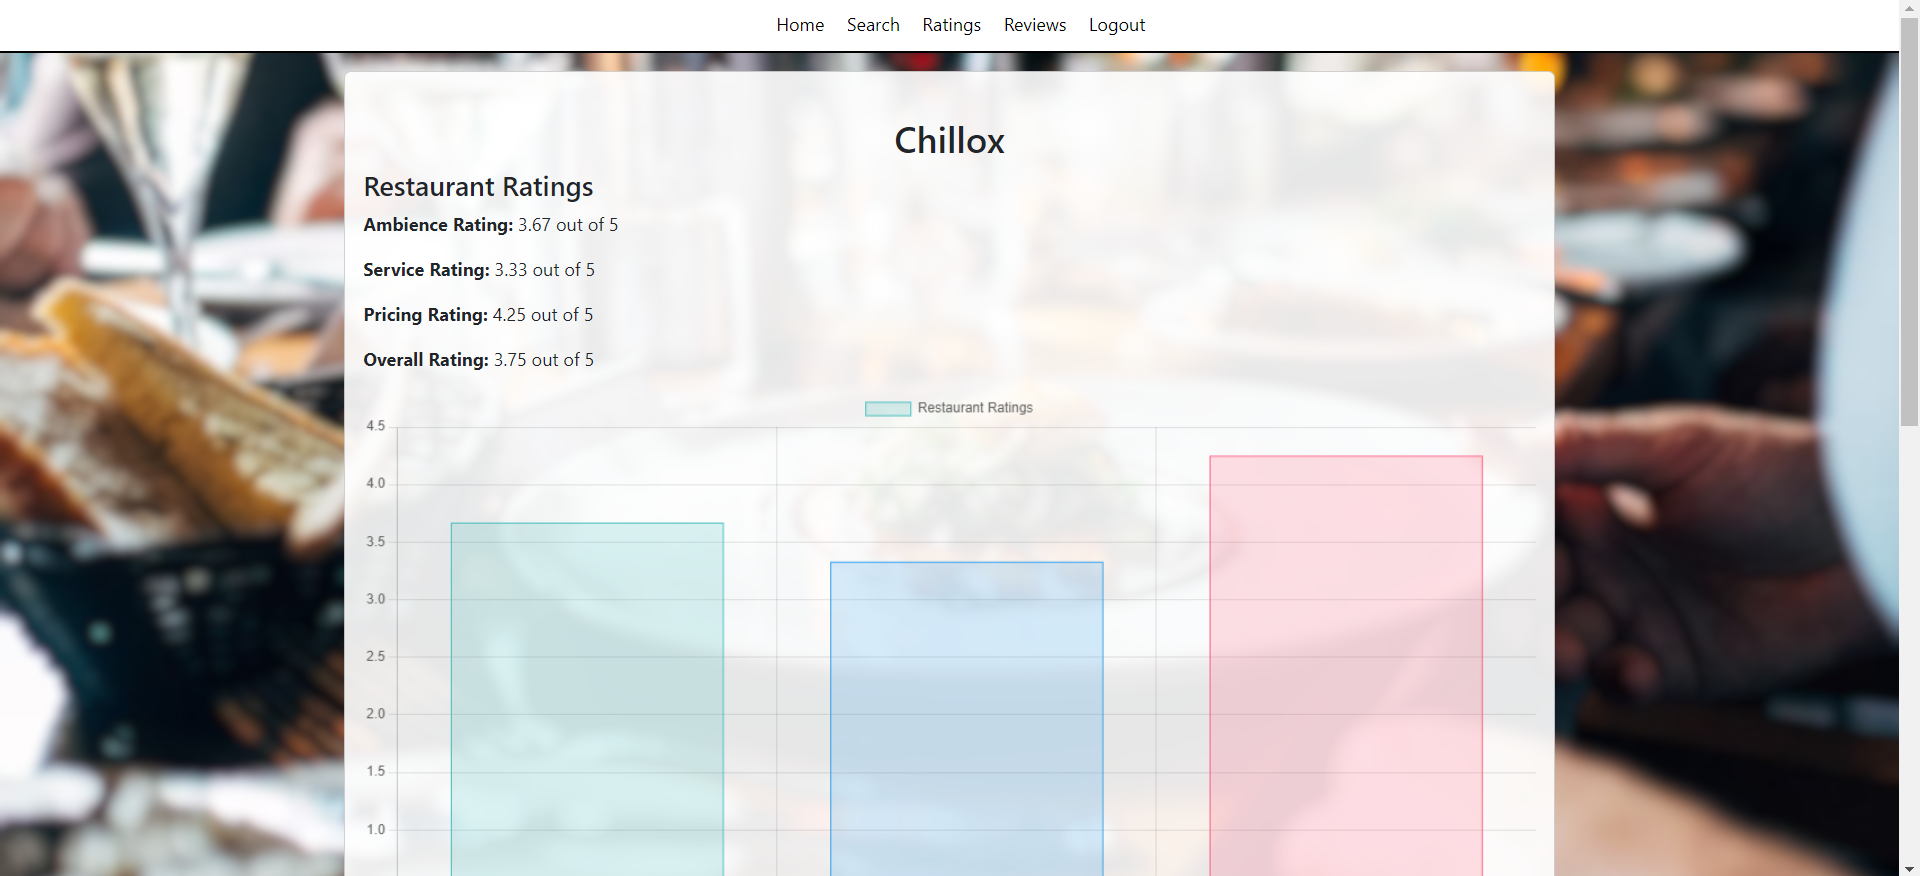 Home Search Ratings Reviews Logout
Chillox
Restaurant Ratings
Ambience Rating: 3.67 out of 5
Service Rating: 3.33 out of 5
Pricing Rating: 4.25 out of 5
Overall Rating: 3.75 out of 5
Restaurant Ratings
4.5
4.0
3.5
3.0
2.5
2.0
1.5
1.0